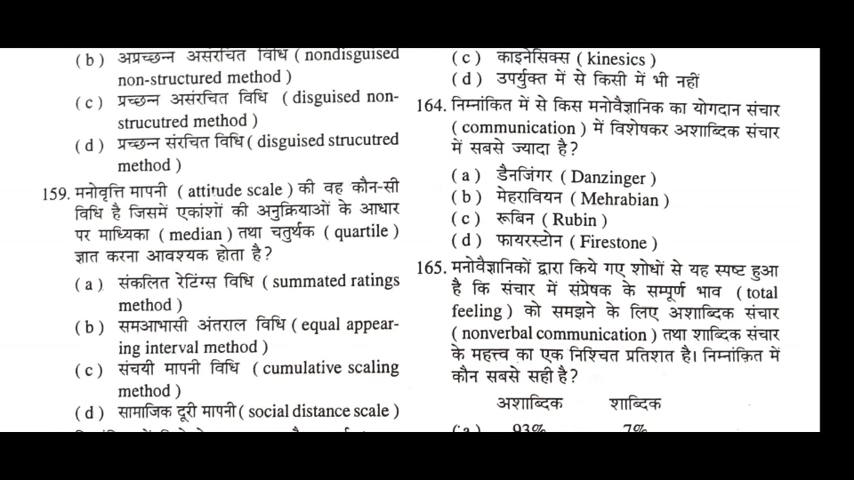 (b) अप्रच्छन्न असंरचित विधि (nondisguised
non-structured method)
(c) प्रच्छन्न असंरचित विधि (disguised non-
strucutred method)
(d) प्रच्छन्न संरचित विधि (disguised strucutred
method)
159. मनोवृत्ति मापनी (attitude scale) की वह कौन-सी
विधि है जिसमें एकांशों की अनुक्रियाओं के आधार
पर माध्यिका (median) तथा चतुर्थक (quartile)
ज्ञात करना आवश्यक होता है?
(a) संकलित रेटिंग्स विधि (summated ratings
method)
(b) समआभासी अंतराल विधि (equal appear-
ing interval method)
(c) संचयी मापनी विधि (cumulative scaling
method)
(d) सामाजिक दूरी मापनी (social distance scale)
(c) काइनेसिक्स (kinesics)
(d) उपर्युक्त में से किसी में भी नहीं
164. निम्नांकित में से किस मनोवैज्ञानिक का योगदान संचार
(communication) में विशेषकर अशाब्दिक संचार
में सबसे ज्यादा है?
(a) डैनजिंगर (Danzinger)
(b) मेहरावियन (Mehrabian)
(c) रूबिन (Rubin)
(d) फायरस्टोन (Firestone)
165. मनोवैज्ञानिकों द्वारा किये गए शोधों से यह स्पष्ट हुआ
है कि संचार में संप्रेषक के सम्पूर्ण भाव (total
feeling) को समझने के लिए अशाब्दिक संचार
(nonverbal communication) तथा शाब्दिक संचार
के महत्त्व का एक निश्चित प्रतिशत है। निम्नांकित में
कौन सबसे सही है?
अशाब्दिक शाब्दिक
(a) 93% 7%